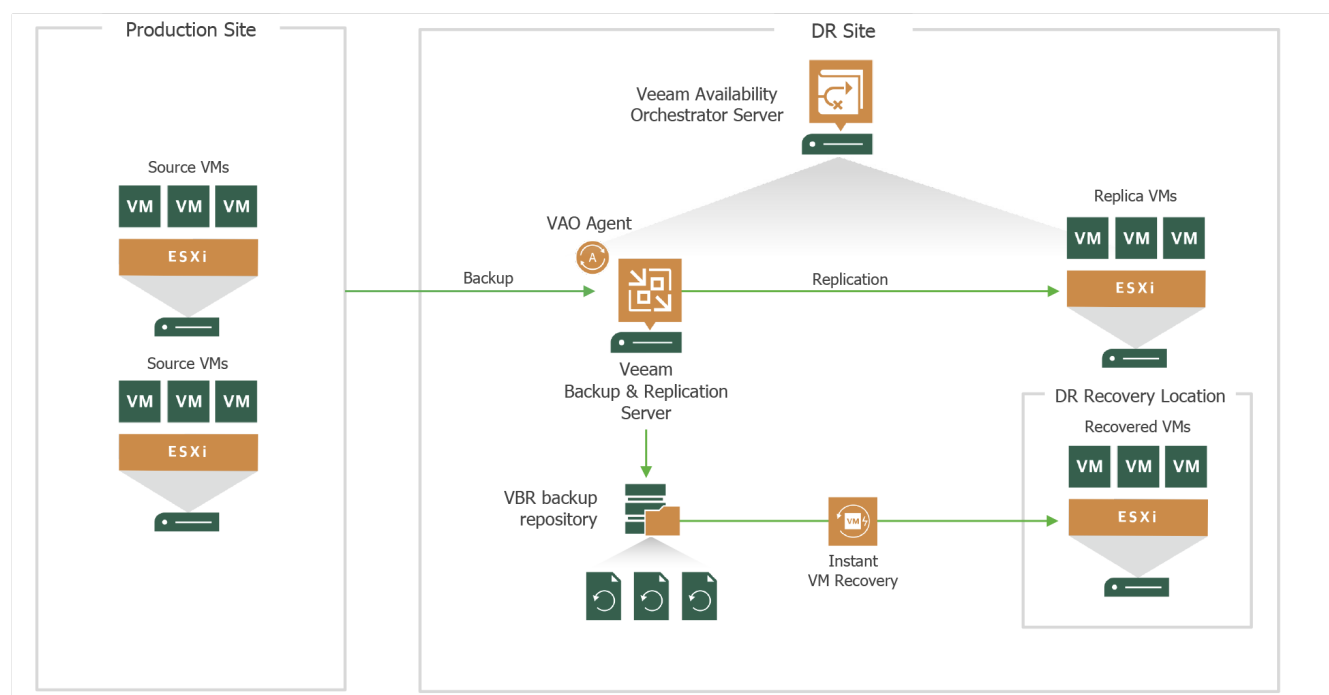 Production Site
Source VMs
VM VM VM
ESXi
Source VMs
VM VM VM
ESXi
DR Site
Veeam Availability
Orchestrator Server
VAO Agent
A
Backup
Replication
Veeam
Backup & Replication
Server
Replica VMs
VM VM VM
ESXi
VBR backup
repository
VM
Instant
VM Recovery
DR Recovery Location
Recovered VMs
VM VM VM
ESXi